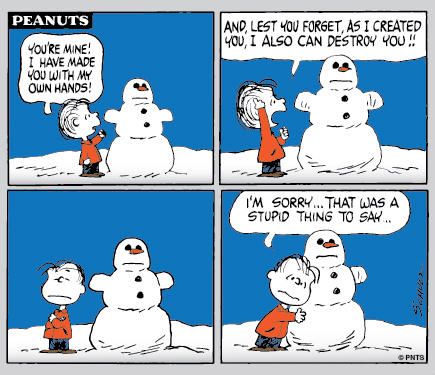 PEANUTS
YOU'RE MINE!
I HAVE MADE
YOU WITH MY
OWN HANDS!
AND, LEST YOU FORGET, AS I CREATED
YOU, I ALSO CAN DESTROY YOU!!
I'M SORRY... THAT WAS A
STUPID THING TO SAY..
SCHULZ
© PNTS